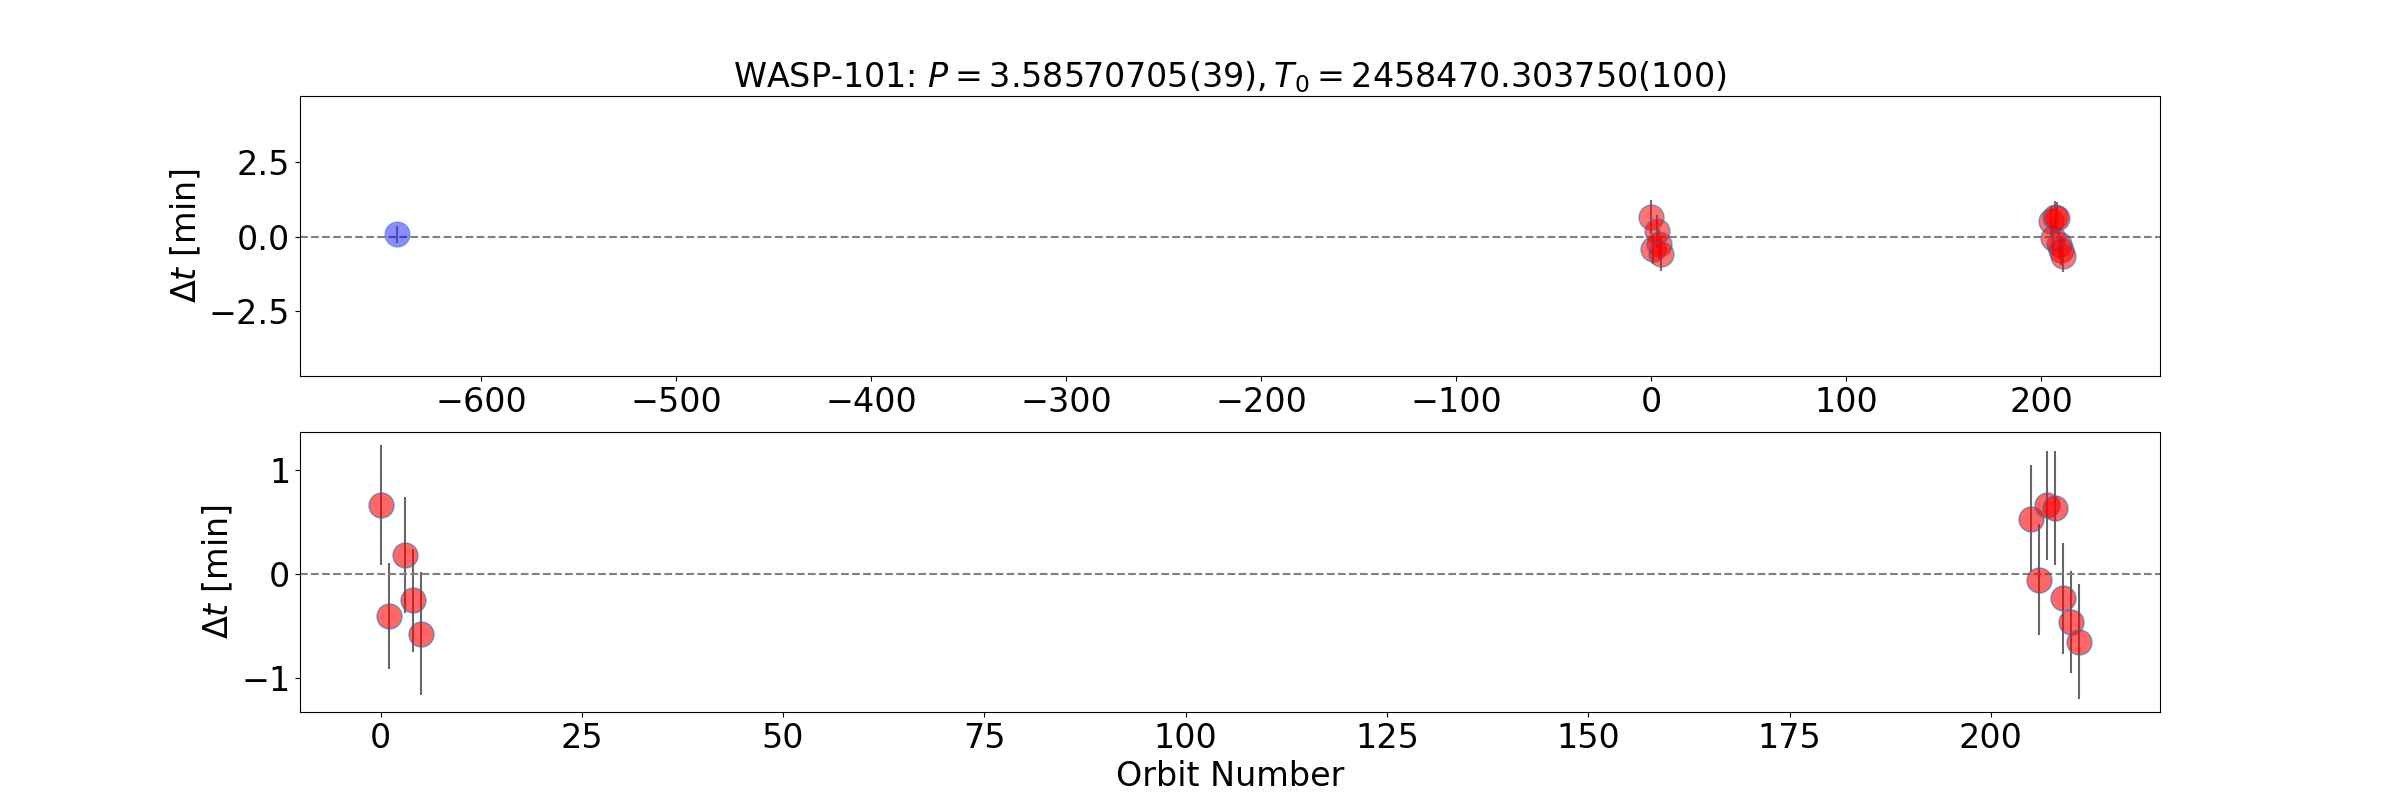 WASP-101: P = 3.58570705(39), T₀ = 2458470.303750(100)
Δt [min]
2.5
0.0
−2.5
−600 −500 −400 −300 −200 −100 0 100 200
Δt [min]
1
0
−1
0 25 50 75 100 125 150 175 200
Orbit Number